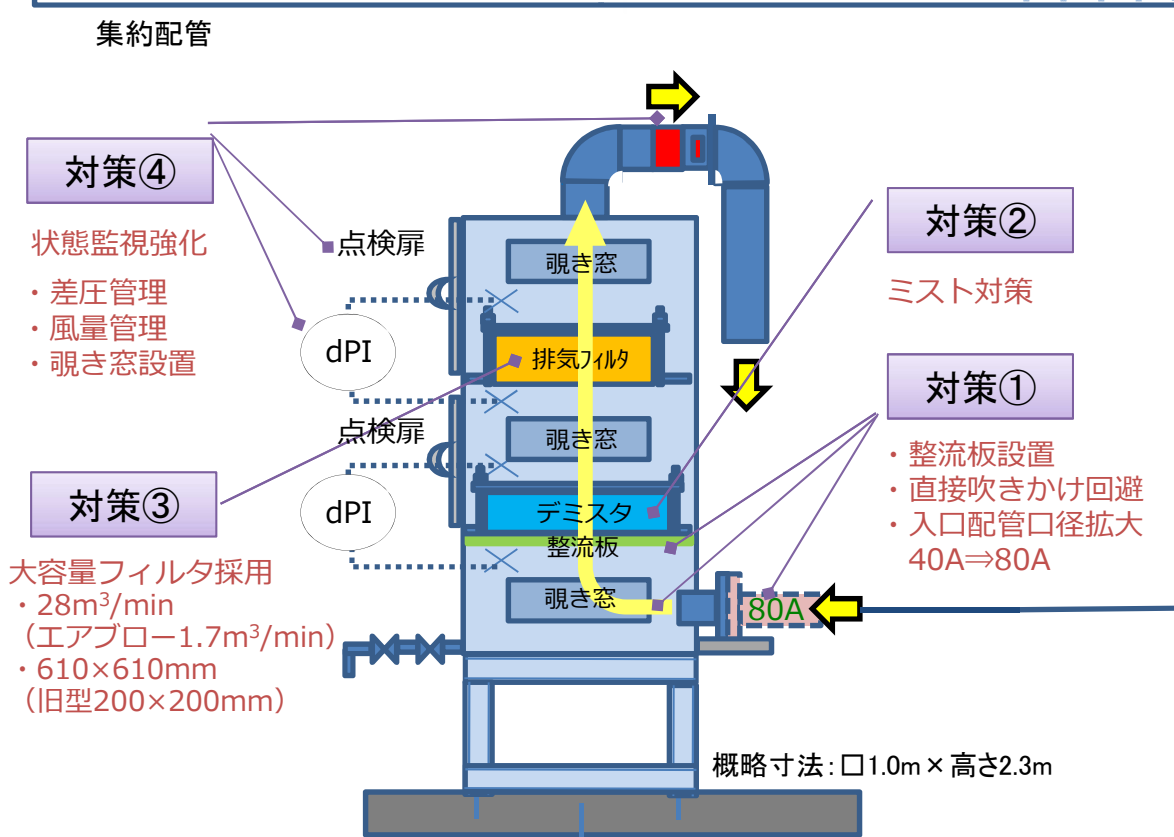 集約配管
対策④
状態監視強化
・差圧管理
・風量管理
・覗き窓設置
点検扉
dPI
点検扉
dPI
覗き窓
排気フィルタ
覗き窓
デミスタ
整流板
覗き窓
対策②
ミスト対策
対策①
・整流板設置
・直接吹きかけ回避
・入口配管口径拡大
40A⇒80A
80A
対策③
大容量フィルタ採用
・28m³/min
（エアブロー1.7m³/min）
・610×610mm
（旧型200×200mm）
概略寸法：□1.0m×高さ2.3m